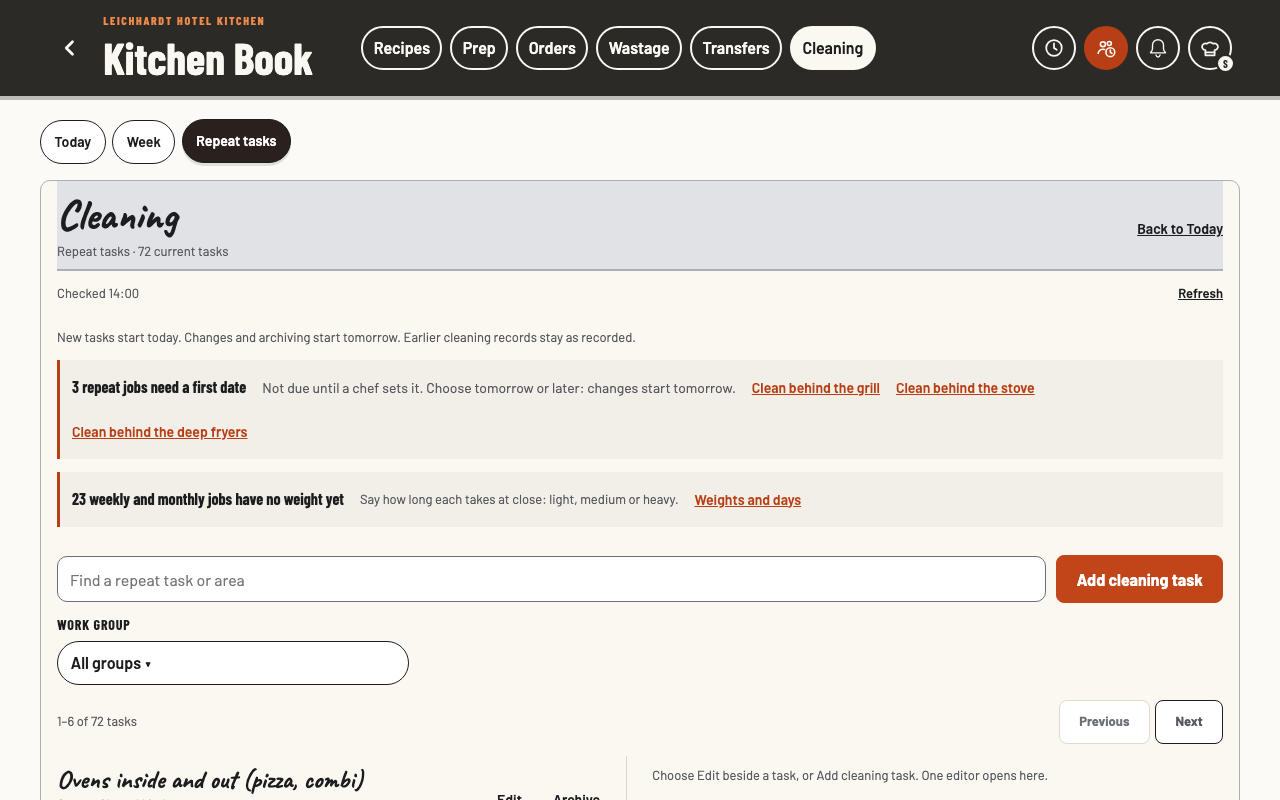 LEICHHARDT HOTEL KITCHEN
Kitchen Book
Recipes Prep Orders Wastage Transfers Cleaning
S
Today Week Repeat tasks
Cleaning
Back to Today
Repeat tasks · 72 current tasks
Checked 14:00
Refresh
New tasks start today. Changes and archiving start tomorrow. Earlier cleaning records stay as recorded.
3 repeat jobs need a first date Not due until a chef sets it. Choose tomorrow or later: changes start tomorrow. Clean behind the grill Clean behind the stove
Clean behind the deep fryers
23 weekly and monthly jobs have no weight yet Say how long each takes at close: light, medium or heavy. Weights and days
Find a repeat task or area
Add cleaning task
WORK GROUP
All groups ▾
1–6 of 72 tasks
Previous Next
Ovens inside and out (pizza, combi)
Choose Edit beside a task, or Add cleaning task. One editor opens here.
Edit Archive